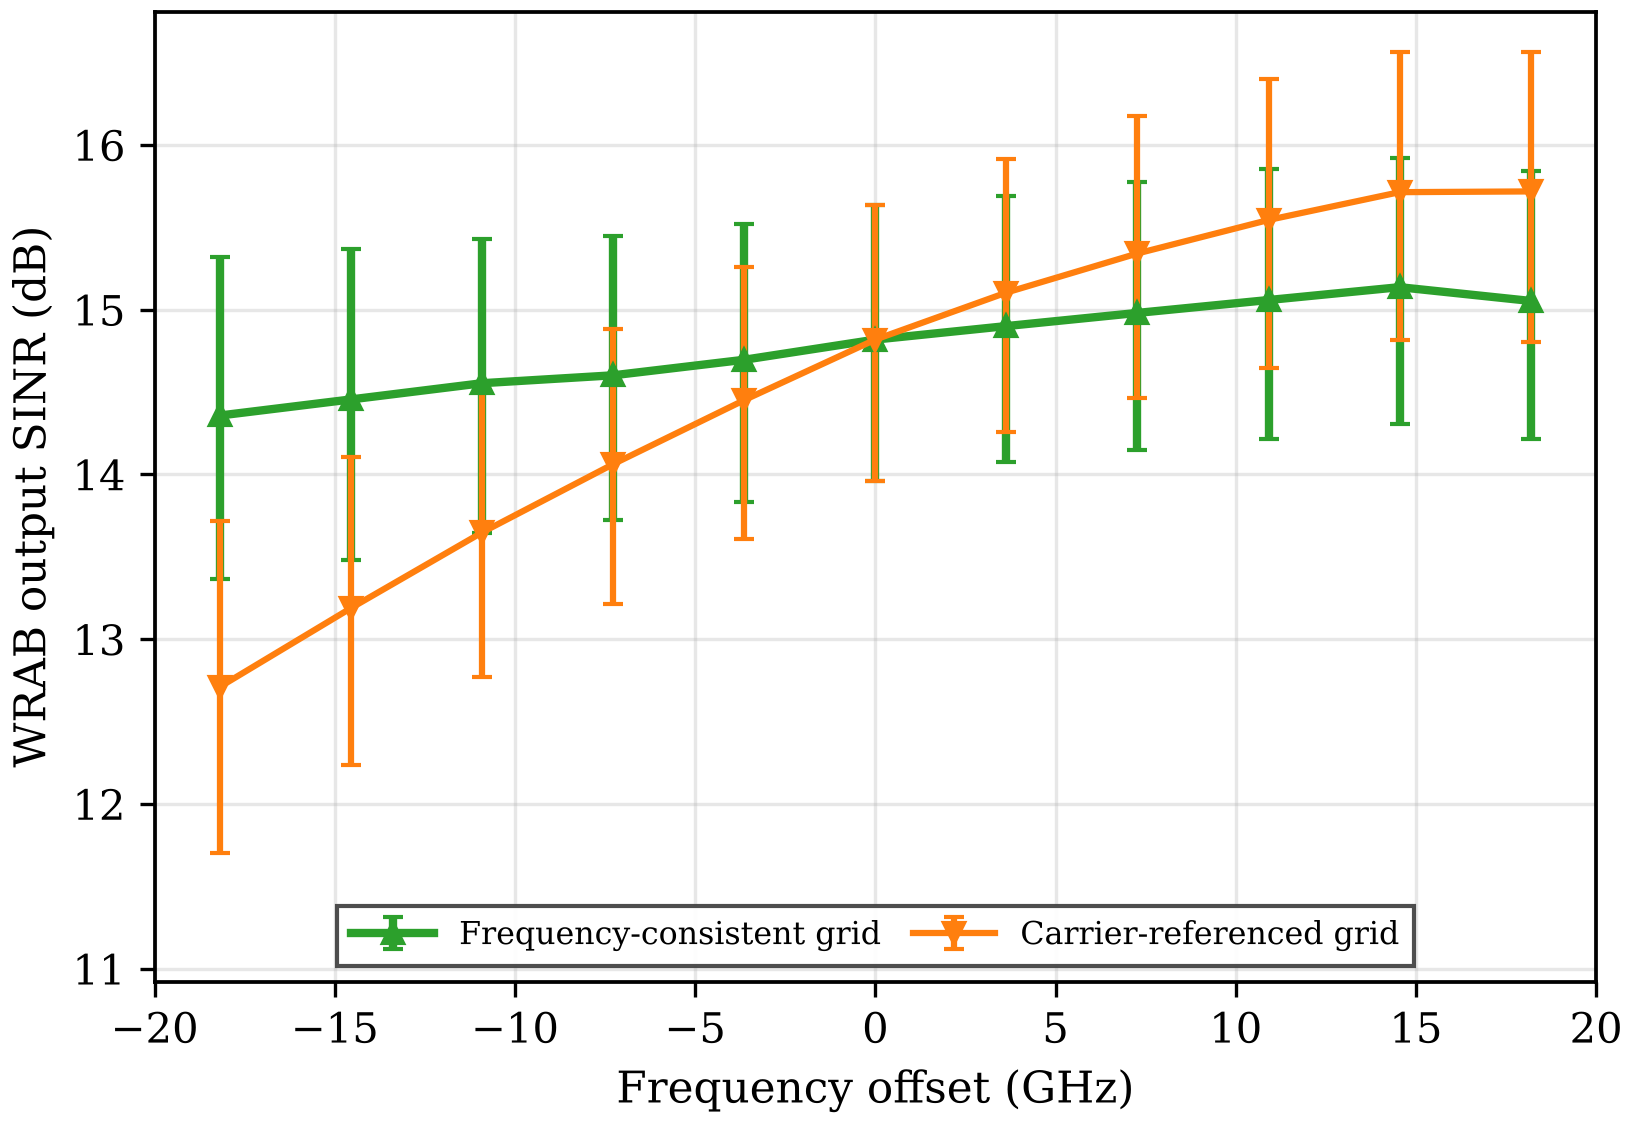 WRAB output SINR (dB)
16
15
14
13
12
11
−20 −15 −10 −5 0 5 10 15 20
Frequency offset (GHz)
Frequency-consistent grid Carrier-referenced grid